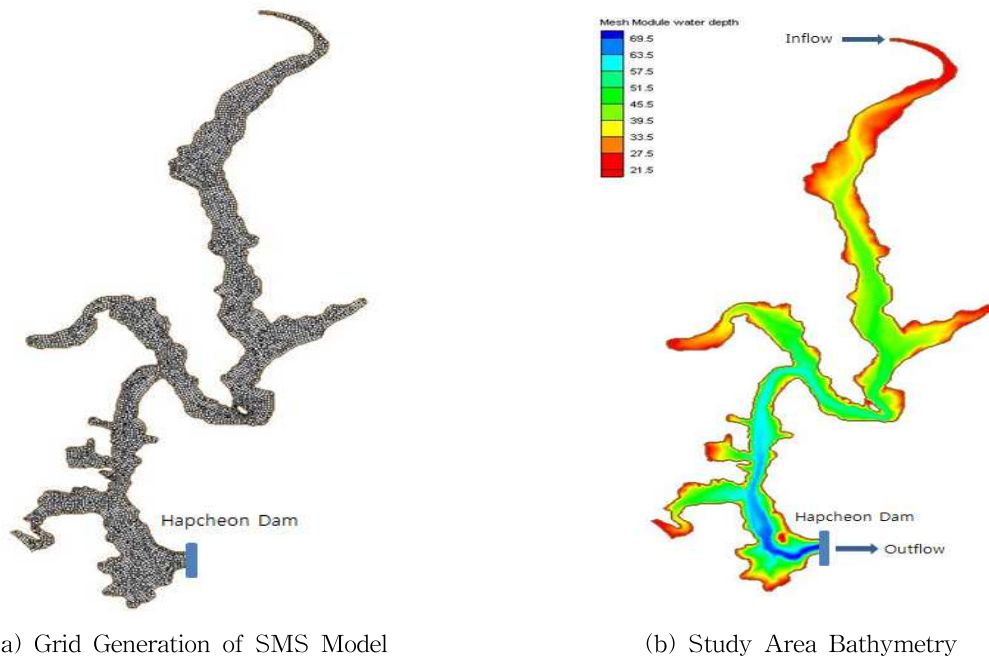 Mesh Module water depth
69.5
63.5
57.5
51.5
45.5
39.5
33.5
27.5
21.5
Inflow
Hapcheon Dam
Hapcheon Dam
Outflow
a) Grid Generation of SMS Model
(b) Study Area Bathymetry